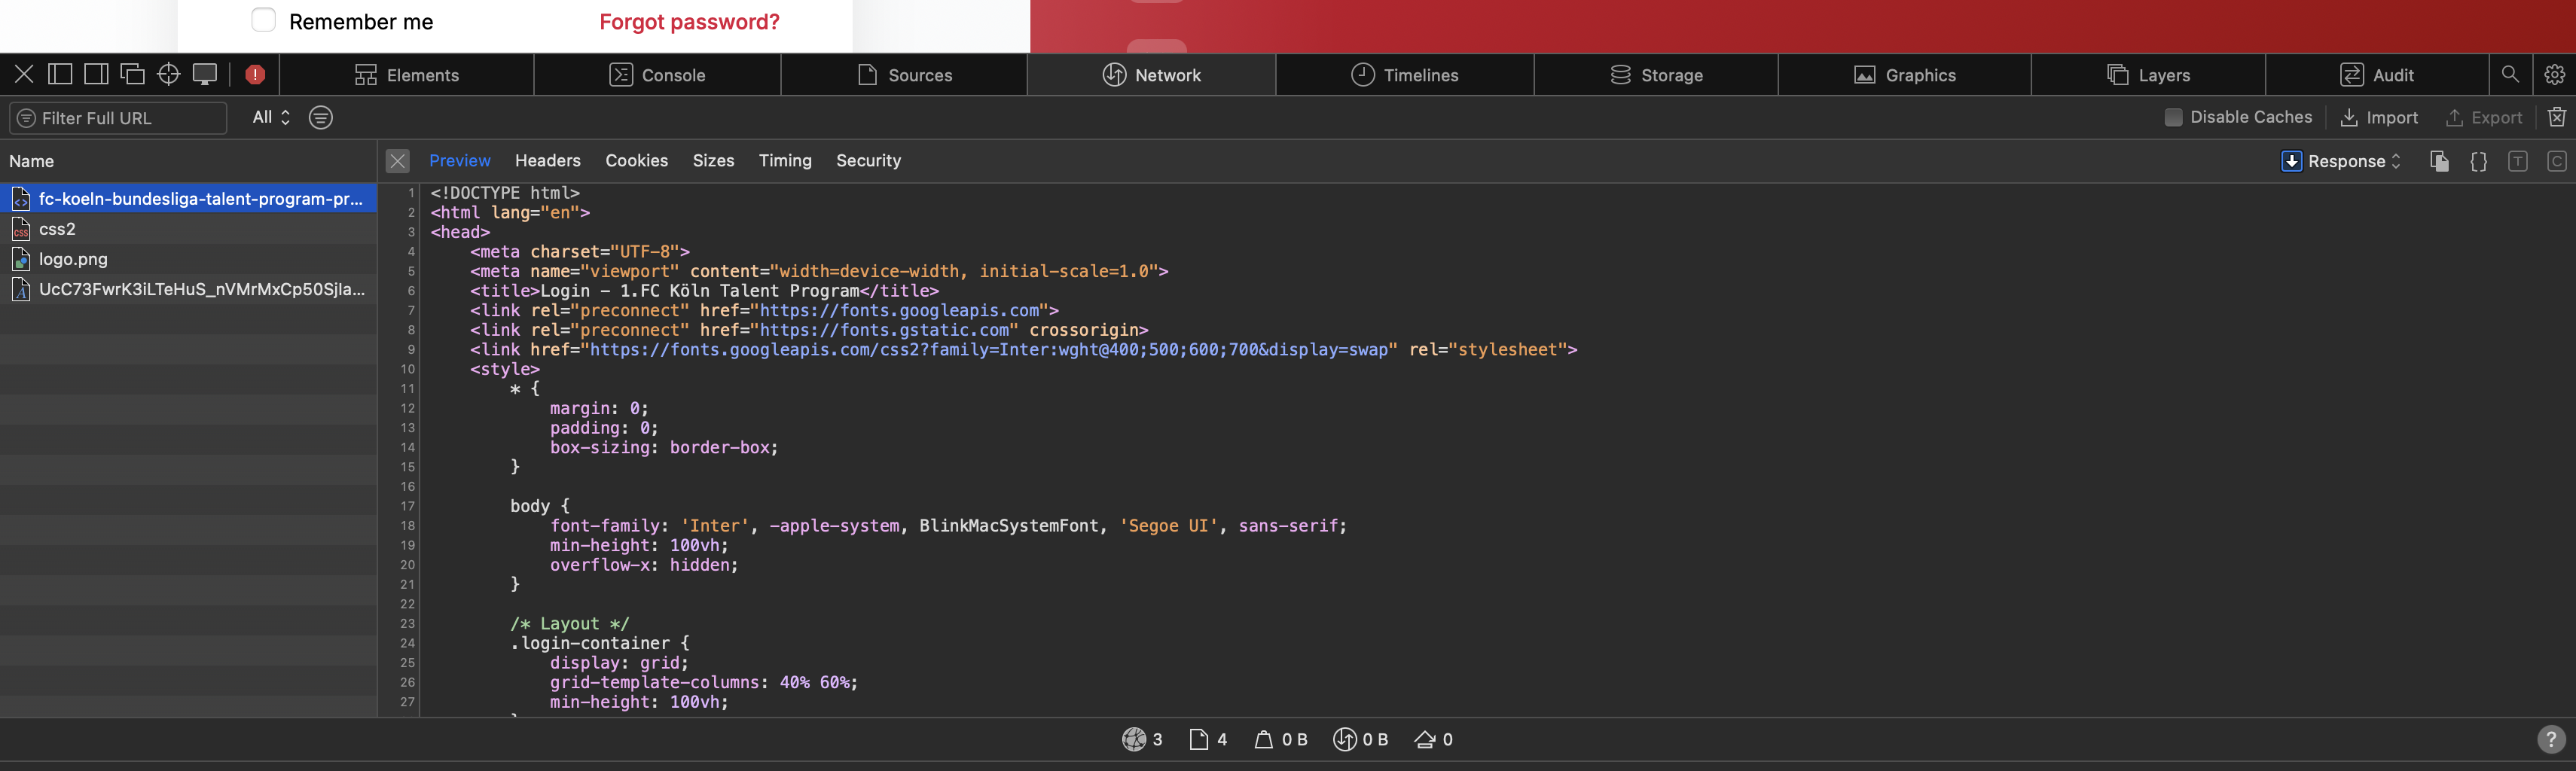 Remember me
Forgot password?
Elements
Console
Sources
Network
Timelines
Storage
Graphics
Layers
Audit
Filter Full URL
All
Disable Caches
Import
Export
Name
Preview
Headers
Cookies
Sizes
Timing
Security
Response
fc-koeln-bundesliga-talent-program-pr...
css2
logo.png
UcC73FwrK3iLTeHuS_nVMrMxCp50SjIa...
1 <!DOCTYPE html>
2 <html lang="en">
3 <head>
4 <meta charset="UTF-8">
5 <meta name="viewport" content="width=device-width, initial-scale=1.0">
6 <title>Login - 1.FC Köln Talent Program</title>
7 <link rel="preconnect" href="https://fonts.googleapis.com">
8 <link rel="preconnect" href="https://fonts.gstatic.com" crossorigin>
9 <link href="https://fonts.googleapis.com/css2?family=Inter:wght@400;500;600;700&display=swap" rel="stylesheet">
10 <style>
11 * {
12 margin: 0;
13 padding: 0;
14 box-sizing: border-box;
15 }
16
17 body {
18 font-family: 'Inter', -apple-system, BlinkMacSystemFont, 'Segoe UI', sans-serif;
19 min-height: 100vh;
20 overflow-x: hidden;
21 }
22
23 /* Layout */
24 .login-container {
25 display: grid;
26 grid-template-columns: 40% 60%;
27 min-height: 100vh;
3
4
0 B
0 B
0
?